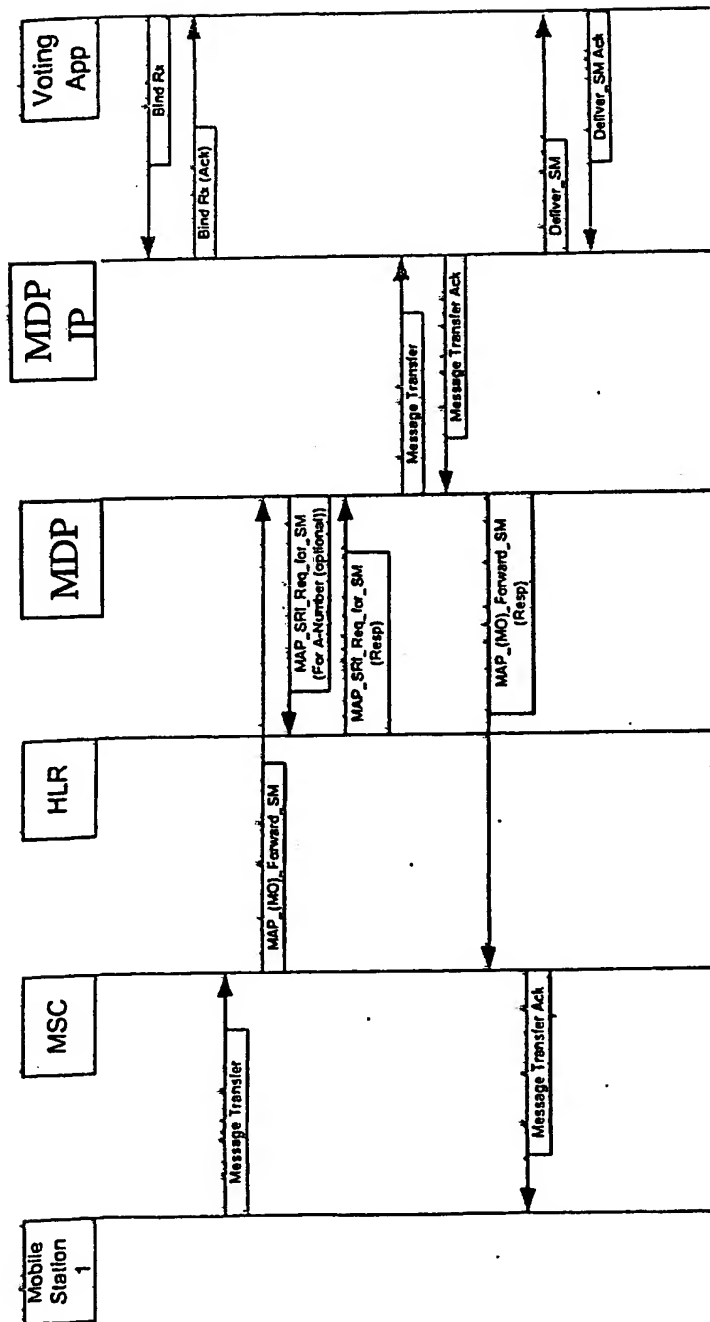 Mobile
Station
1
MSC
HLR
MDP
MDP
IP
Voting
App
Bind Rx
Bind Rx (Ack)
Message Transfer
MAP_(MO)_Forward_SM
MAP_SRI_Req_for_SM
(For A-Number (optional))
MAP_SRI_Req_for_SM
(Resp)
Message Transfer
Message Transfer Ack
MAP_(MO)_Forward_SM
(Resp)
Message Transfer Ack
Deliver_SM
Deliver_SM Ack